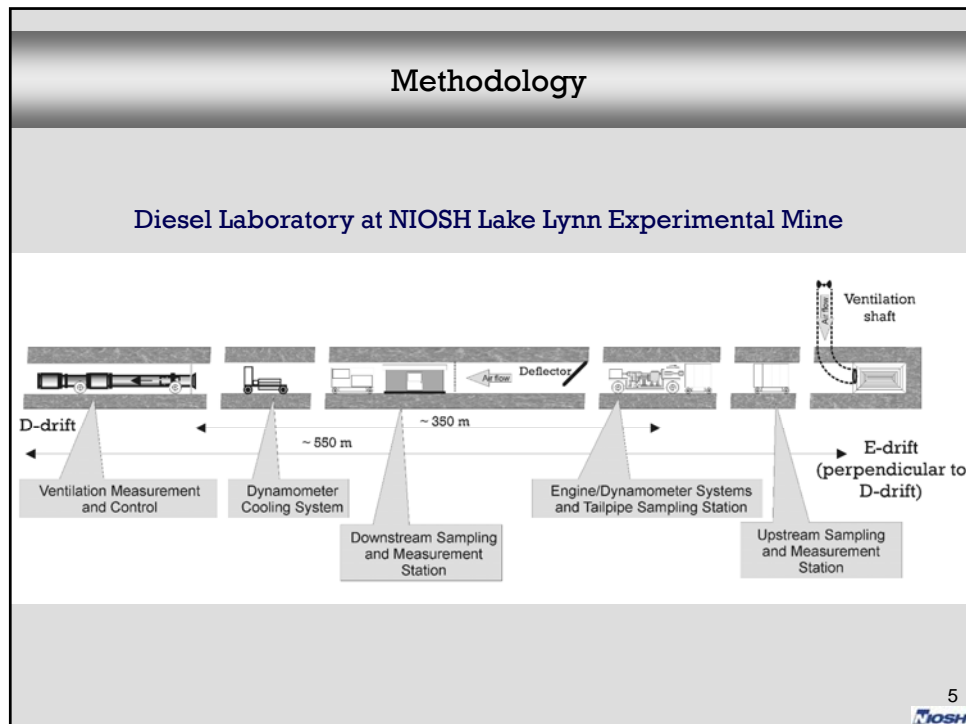 Methodology
Diesel Laboratory at NIOSH Lake Lynn Experimental Mine
Ventilation
shaft
Air flow
Air flow
Deflector
D-drift
~ 350 m
~ 550 m
E-drift
(perpendicular to
D-drift)
Ventilation Measurement
and Control
Dynamometer
Cooling System
Downstream Sampling
and Measurement
Station
Engine/Dynamometer Systems
and Tailpipe Sampling Station
Upstream Sampling
and Measurement
Station
5
NIOSH